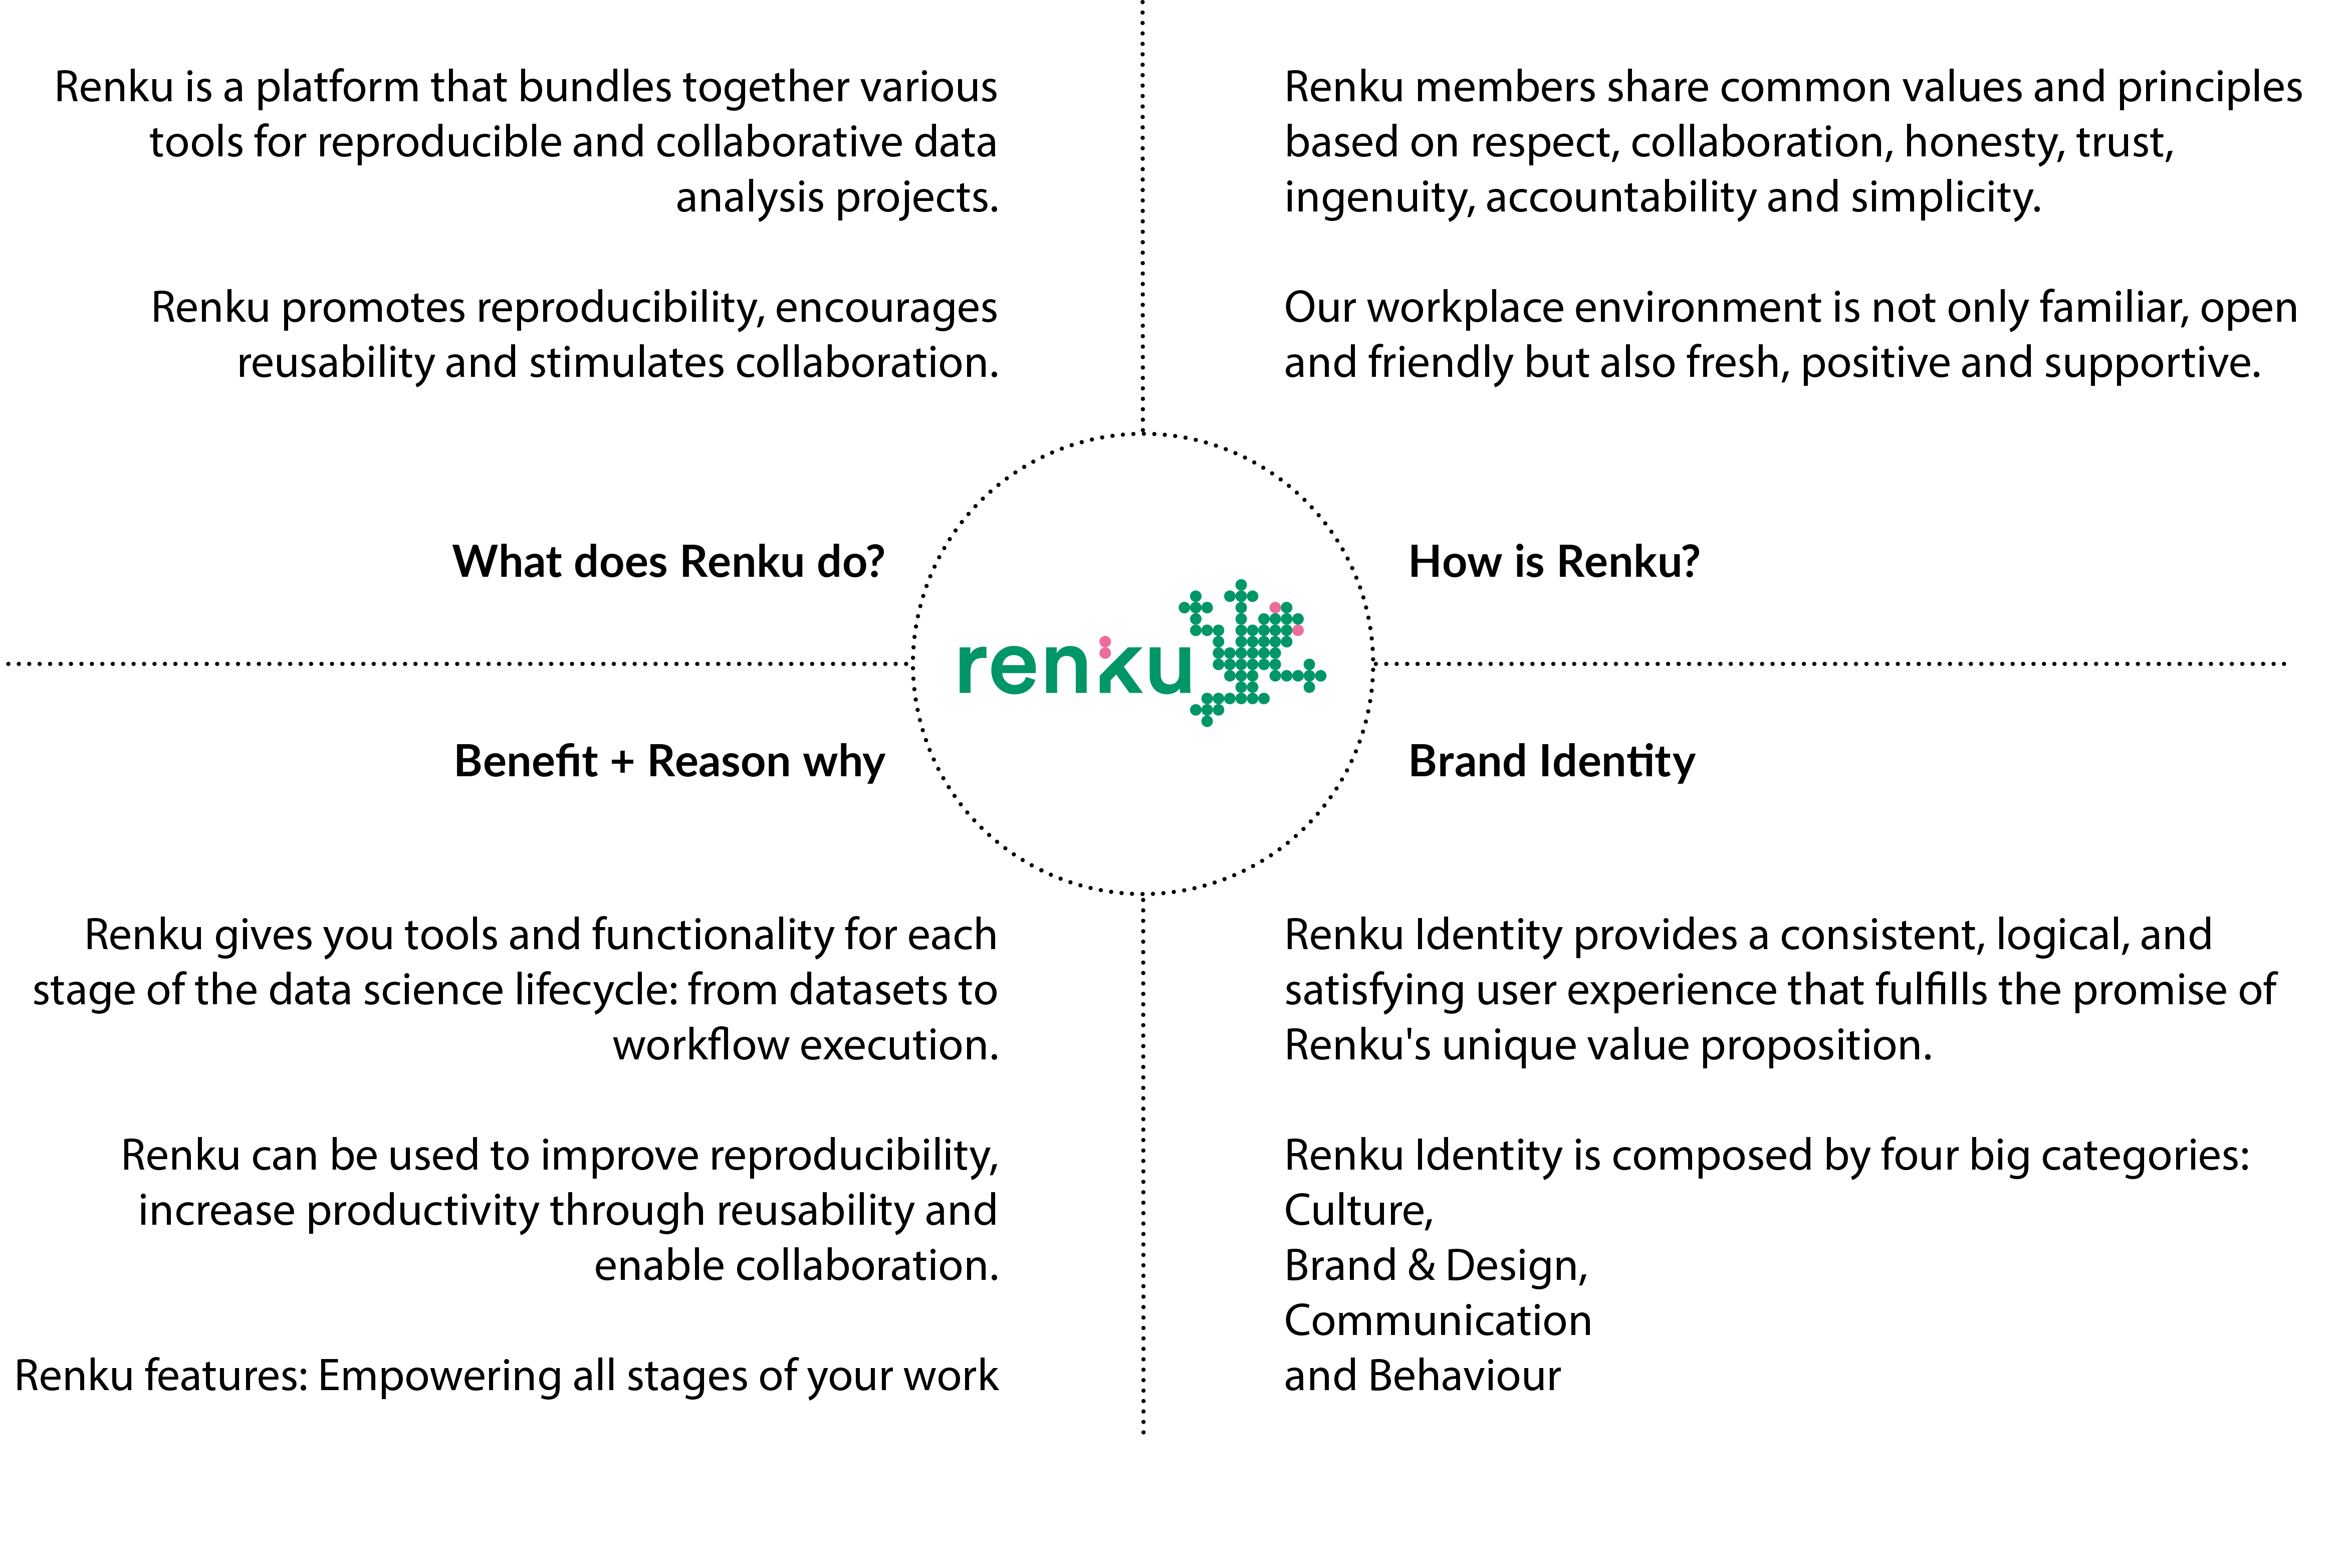 Renku is a platform that bundles together various
tools for reproducible and collaborative data
analysis projects.
Renku promotes reproducibility, encourages
reusability and stimulates collaboration.
What does Renku do?
Renku members share common values and principles
based on respect, collaboration, honesty, trust,
ingenuity, accountability and simplicity.
Our workplace environment is not only familiar, open
and friendly but also fresh, positive and supportive.
How is Renku?
renku
Benefit + Reason why
Renku gives you tools and functionality for each
stage of the data science lifecycle: from datasets to
workflow execution.
Renku can be used to improve reproducibility,
increase productivity through reusability and
enable collaboration.
Renku features: Empowering all stages of your work
Brand Identity
Renku Identity provides a consistent, logical, and
satisfying user experience that fulfills the promise of
Renku's unique value proposition.
Renku Identity is composed by four big categories:
Culture,
Brand & Design,
Communication
and Behaviour